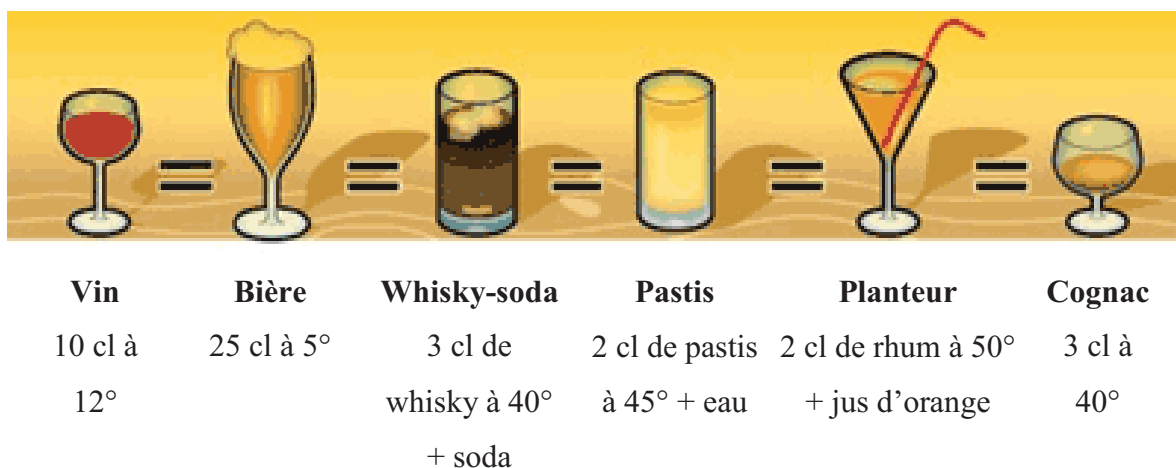 Vin Bière Whisky-soda Pastis Planteur Cognac
10 cl à 25 cl à 5° 3 cl de 2 cl de pastis 2 cl de rhum à 50° 3 cl à
12° whisky à 40° à 45° + eau + jus d’orange 40°
+ soda